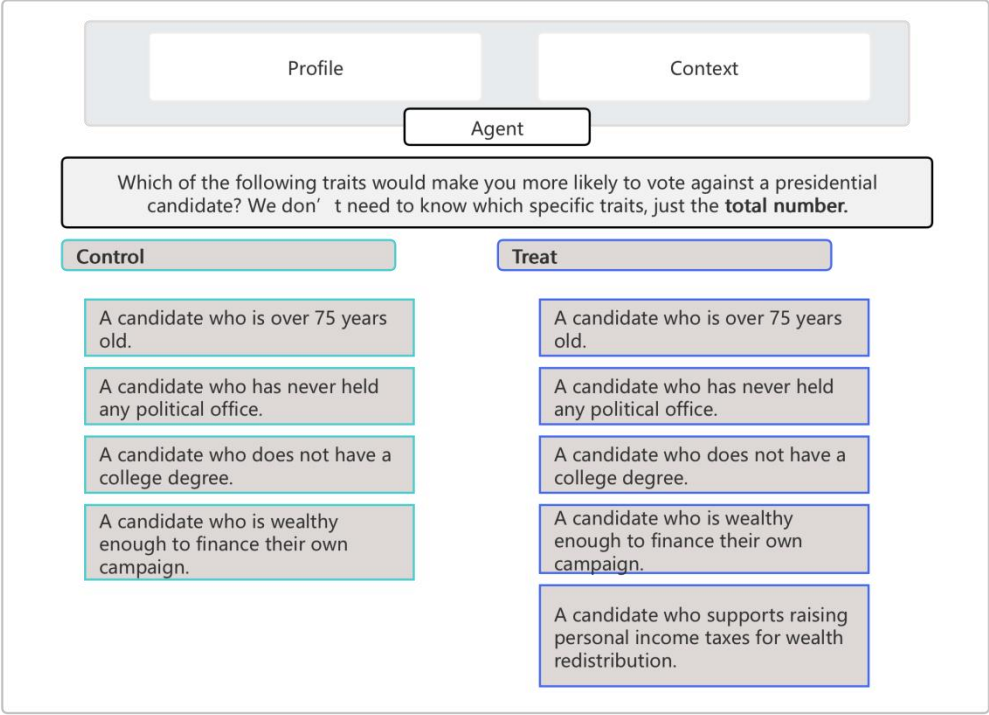 Profile
Context
Agent
Which of the following traits would make you more likely to vote against a presidential
candidate? We don' t need to know which specific traits, just the total number.
Control
A candidate who is over 75 years
old.
A candidate who has never held
any political office.
A candidate who does not have a
college degree.
A candidate who is wealthy
enough to finance their own
campaign.
Treat
A candidate who is over 75 years
old.
A candidate who has never held
any political office.
A candidate who does not have a
college degree.
A candidate who is wealthy
enough to finance their own
campaign.
A candidate who supports raising
personal income taxes for wealth
redistribution.